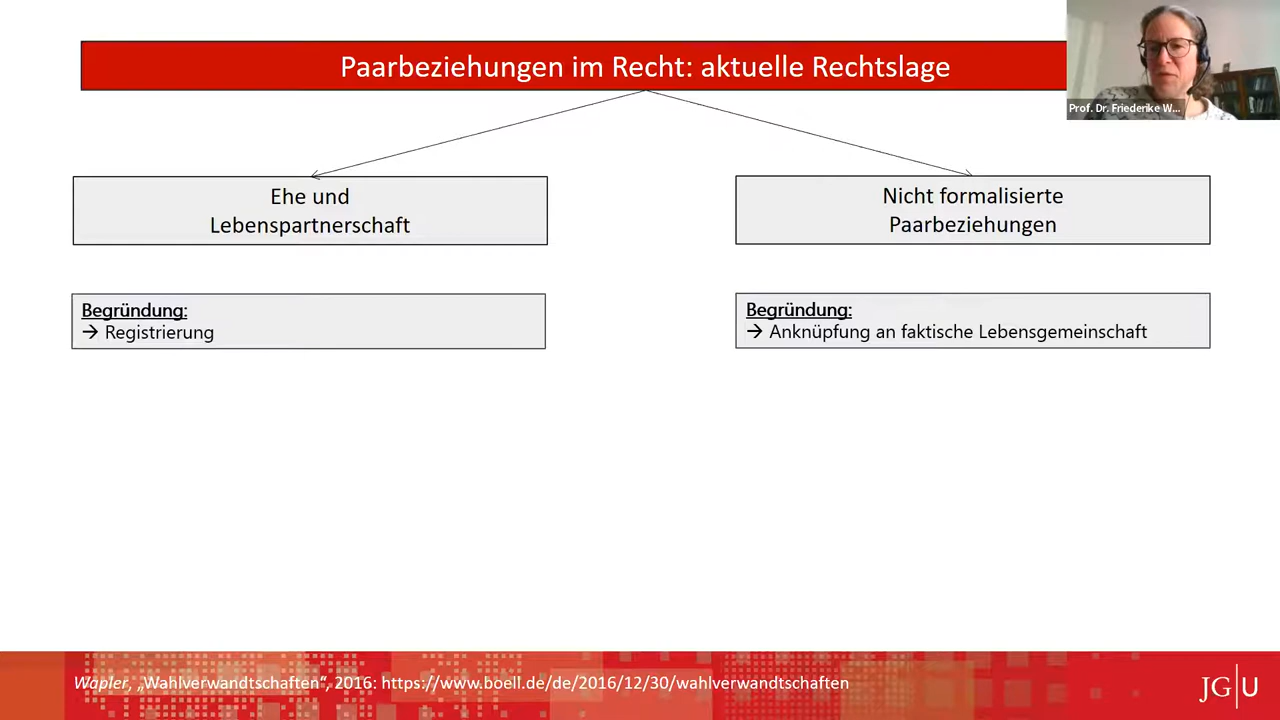 Paarbeziehungen im Recht: aktuelle Rechtslage
Prof. Dr. Friederike W...
Ehe und
Lebenspartnerschaft
Nicht formalisierte
Paarbeziehungen
Begründung:
→ Registrierung
Begründung:
→ Anknüpfung an faktische Lebensgemeinschaft
Wapler, „Wahlverwandtschaften“, 2016: https://www.boell.de/de/2016/12/30/wahlverwandtschaften
JG|U